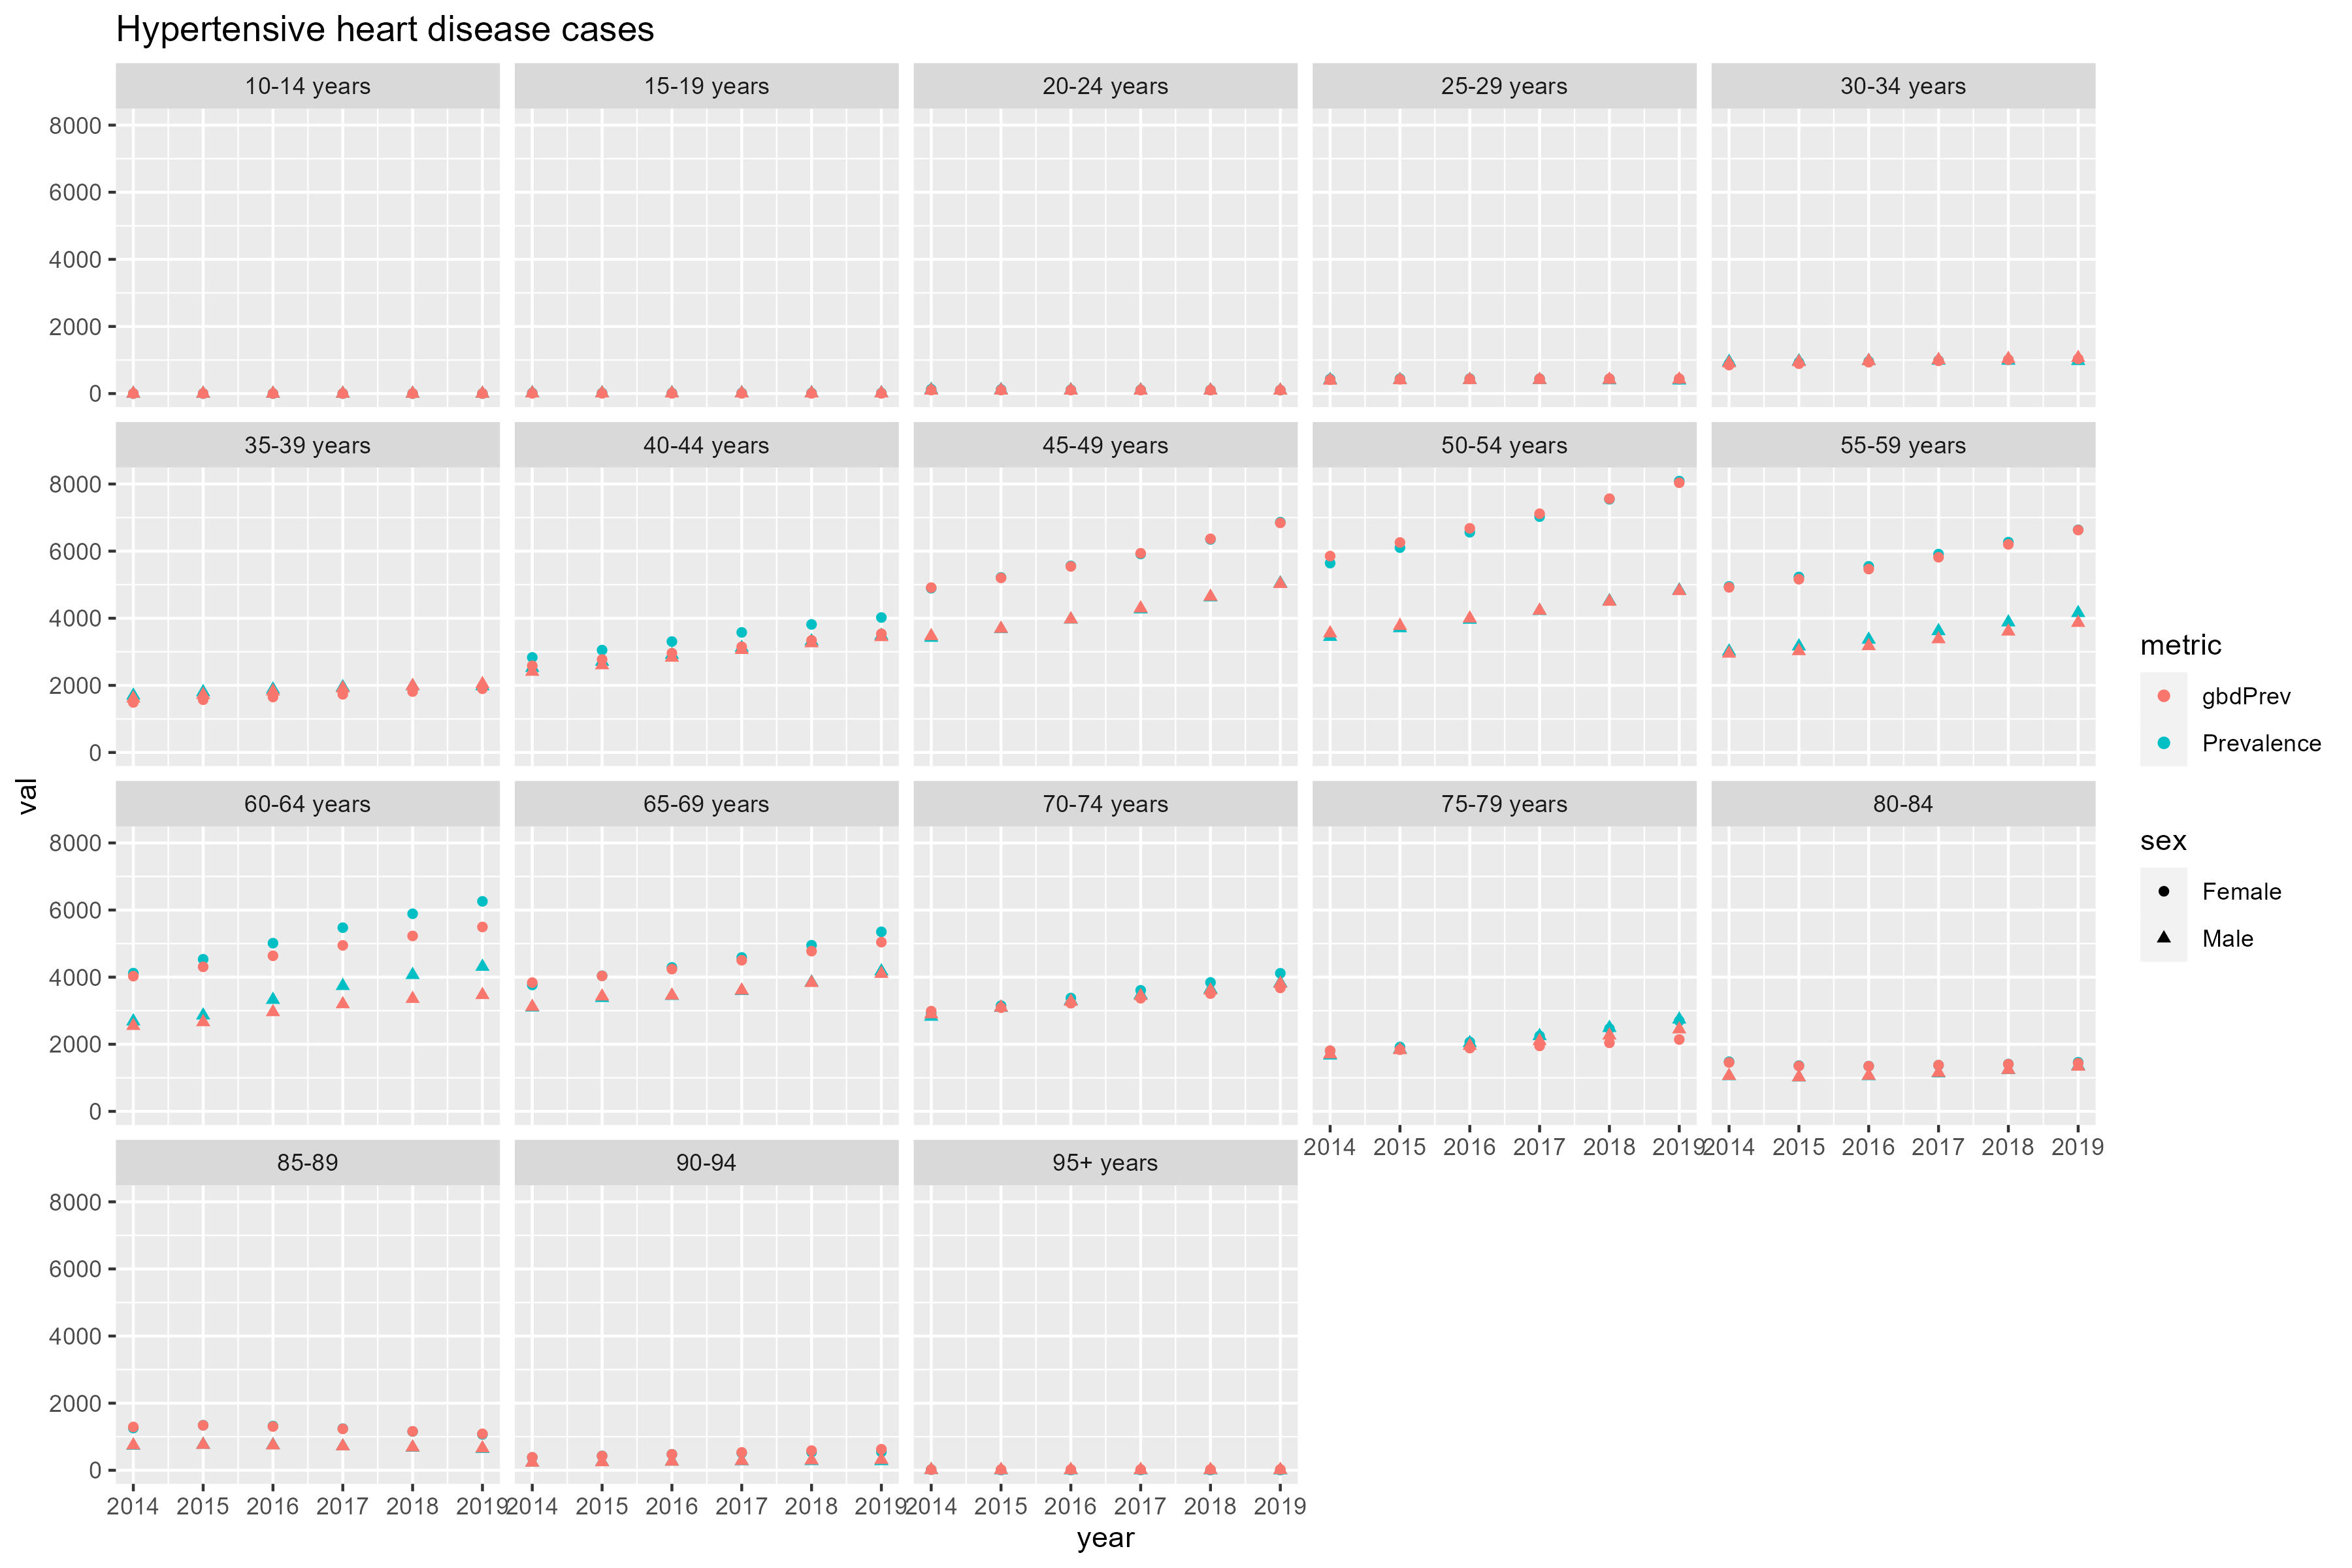 Hypertensive heart disease cases
10-14 years 15-19 years 20-24 years 25-29 years 30-34 years
8000
6000
4000
2000
0
35-39 years 40-44 years 45-49 years 50-54 years 55-59 years
8000
6000
4000
2000
0
60-64 years 65-69 years 70-74 years 75-79 years 80-84
8000
6000
4000
2000
0
2014 2015 2016 2017 2018 2019 2014 2015 2016 2017 2018 2019
85-89 90-94 95+ years
8000
6000
4000
2000
0
2014 2015 2016 2017 2018 2019 2014 2015 2016 2017 2018 2019 2014 2015 2016 2017 2018 2019
year
val
metric
gbdPrev
Prevalence
sex
Female
Male